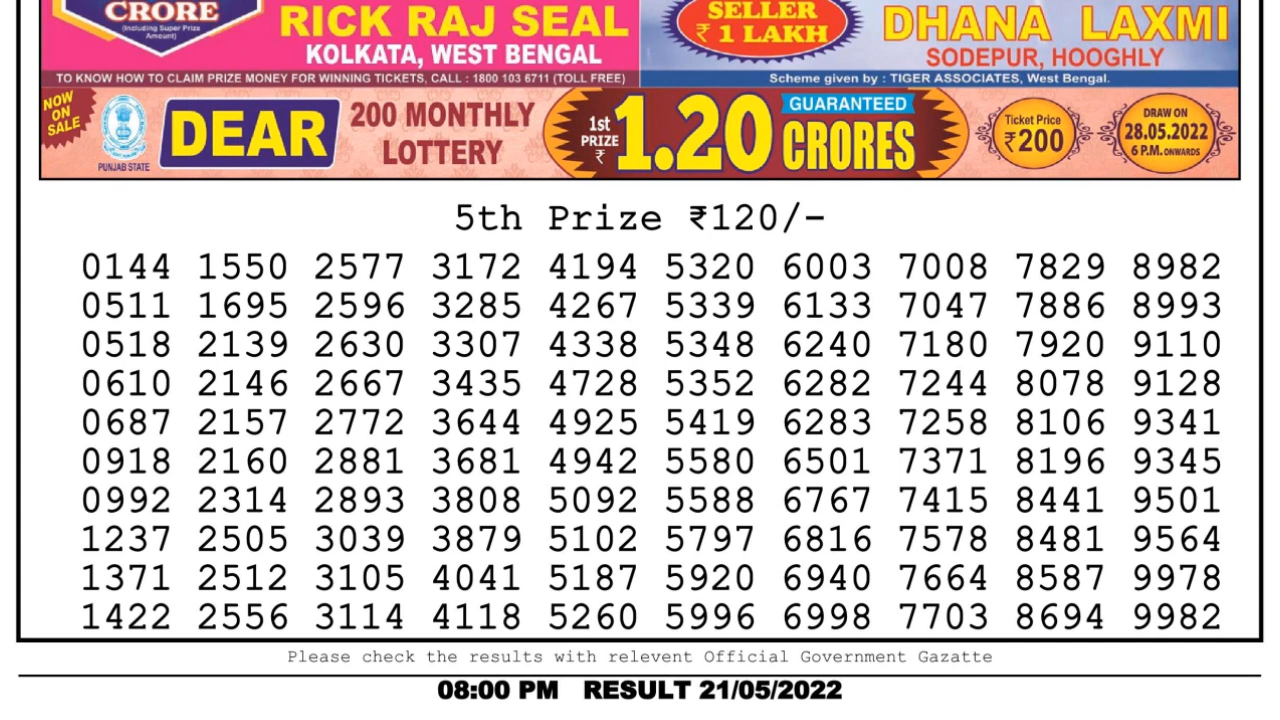 CRORE
(Including Super Prize
Amount)
RICK RAJ SEAL
KOLKATA, WEST BENGAL
SELLER
₹ 1 LAKH
DHANA LAXMI
SODEPUR, HOOGHLY
TO KNOW HOW TO CLAIM PRIZE MONEY FOR WINNING TICKETS, CALL : 1800 103 6711 (TOLL FREE)
Scheme given by : TIGER ASSOCIATES, West Bengal.
NOW
ON
SALE
PUNJAB STATE
DEAR
200 MONTHLY
LOTTERY
1st
PRIZE
₹
1.20
GUARANTEED
CRORES
Ticket Price
₹200
DRAW ON
28.05.2022
6 P.M. ONWARDS
5th Prize ₹120/-
0144 1550 2577 3172 4194 5320 6003 7008 7829 8982
0511 1695 2596 3285 4267 5339 6133 7047 7886 8993
0518 2139 2630 3307 4338 5348 6240 7180 7920 9110
0610 2146 2667 3435 4728 5352 6282 7244 8078 9128
0687 2157 2772 3644 4925 5419 6283 7258 8106 9341
0918 2160 2881 3681 4942 5580 6501 7371 8196 9345
0992 2314 2893 3808 5092 5588 6767 7415 8441 9501
1237 2505 3039 3879 5102 5797 6816 7578 8481 9564
1371 2512 3105 4041 5187 5920 6940 7664 8587 9978
1422 2556 3114 4118 5260 5996 6998 7703 8694 9982
Please check the results with relevent Official Government Gazatte
08:00 PM RESULT 21/05/2022